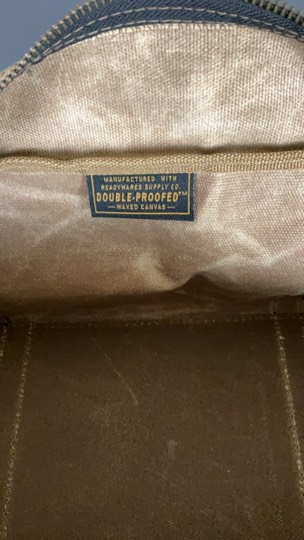 MANUFACTURED WITH
READYWARES SUPPLY CO.
DOUBLE-PROOFED™
— WAXED CANVAS —